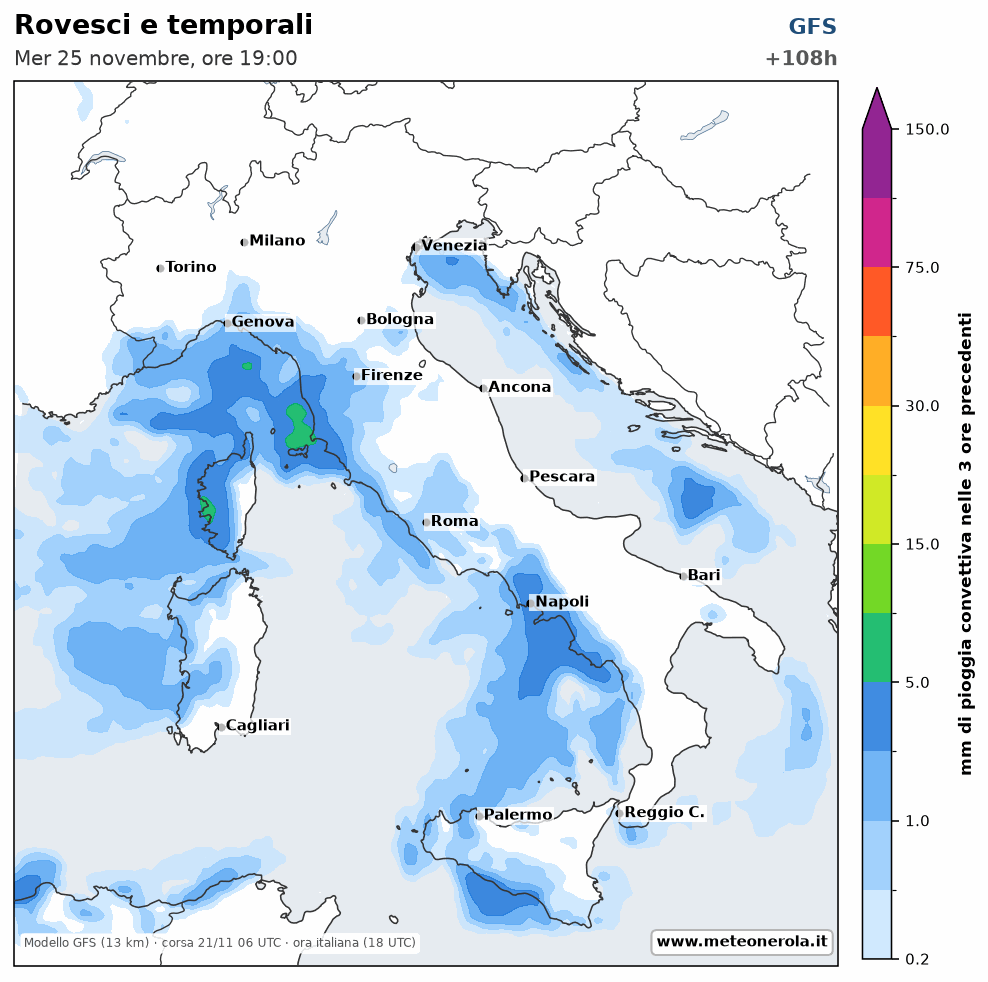 Rovesci e temporali
GFS
Mer 25 novembre, ore 19:00
+108h
150.0
75.0
30.0
15.0
5.0
1.0
0.2
mm di pioggia convettiva nelle 3 ore precedenti
Milano
Venezia
Torino
Genova
Bologna
Firenze
Ancona
Pescara
Roma
Bari
Napoli
Cagliari
Palermo
Reggio C.
Modello GFS (13 km) · corsa 21/11 06 UTC · ora italiana (18 UTC)
www.meteonerola.it